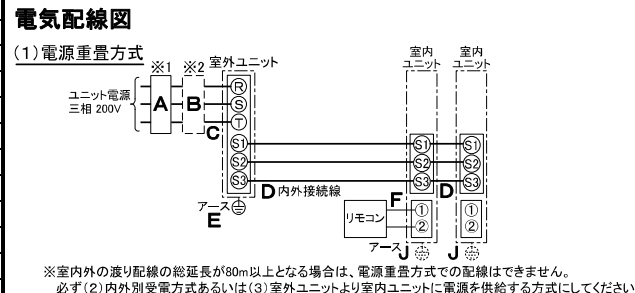 電気配線図
(1)電源重畳方式
※1 ※2 室外ユニット
室内ユニット
室内ユニット
ユニット電源
三相 200V
A
B
C
R
S
T
S1
S2
S3
S1
S2
S3
S1
S2
S3
D 内外接続線
D
アース
E
リモコン
F
①
②
①
②
アース J
J
※室内外の渡り配線の総延長が80m以上となる場合は、電源重畳方式での配線はできません。
必ず(2)内外別受電方式あるいは(3)室外ユニットより室内ユニットに電源を供給する方式にしてください